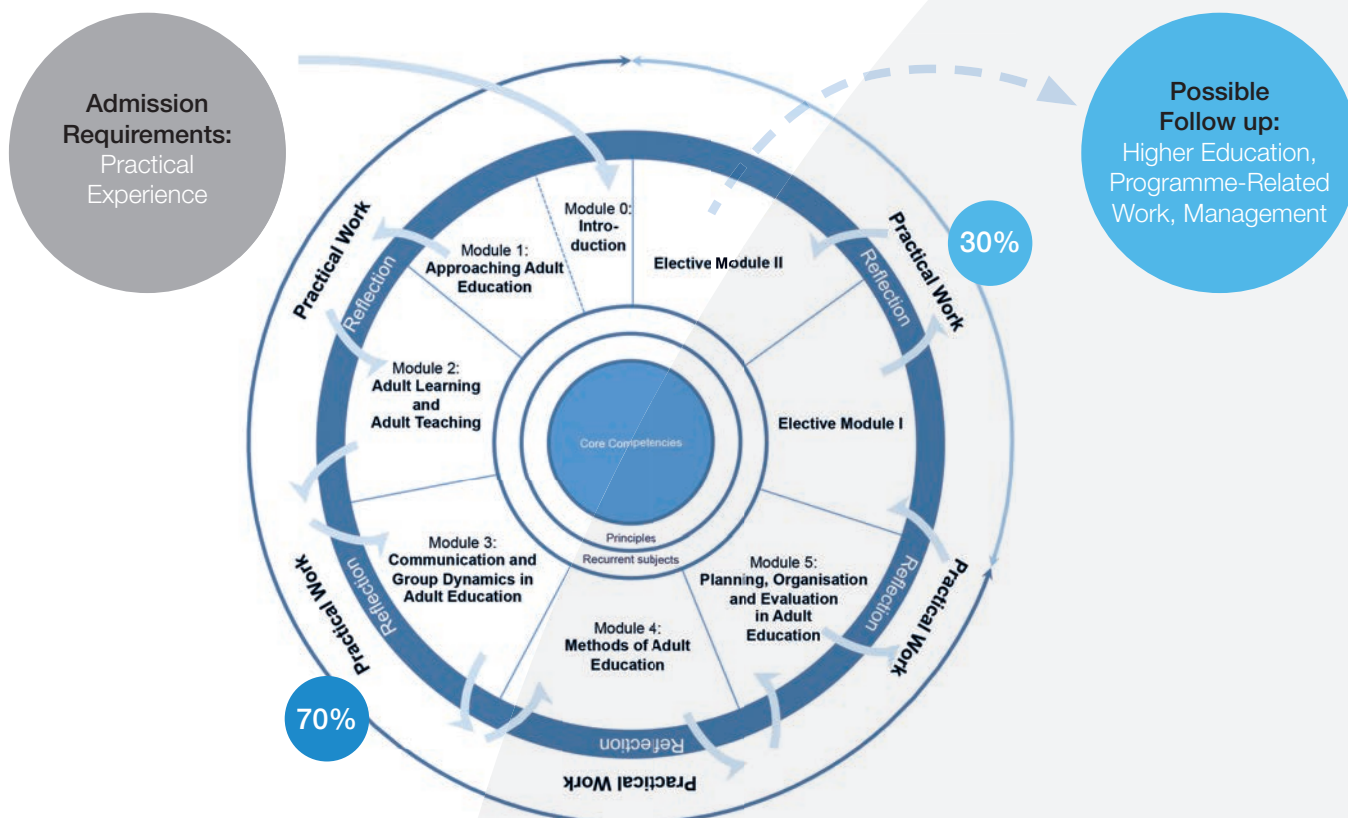 Admission
Requirements:
Practical
Experience
Possible
Follow up:
Higher Education,
Programme-Related
Work, Management
30%
70%
Module 0:
Intro-
duction
Module 1:
Approaching Adult
Education
Module 2:
Adult Learning
and
Adult Teaching
Module 3:
Communication and
Group Dynamics in
Adult Education
Module 4:
Methods of Adult
Education
Module 5:
Planning, Organisation
and Evaluation
in Adult
Education
Elective Module I
Elective Module II
Core Competencies
Principles
Recurrent subjects
Practical Work
Reflection
Practical Work
Reflection
Practical Work
Reflection
Practical Work
Reflection
Practical Work
Reflection